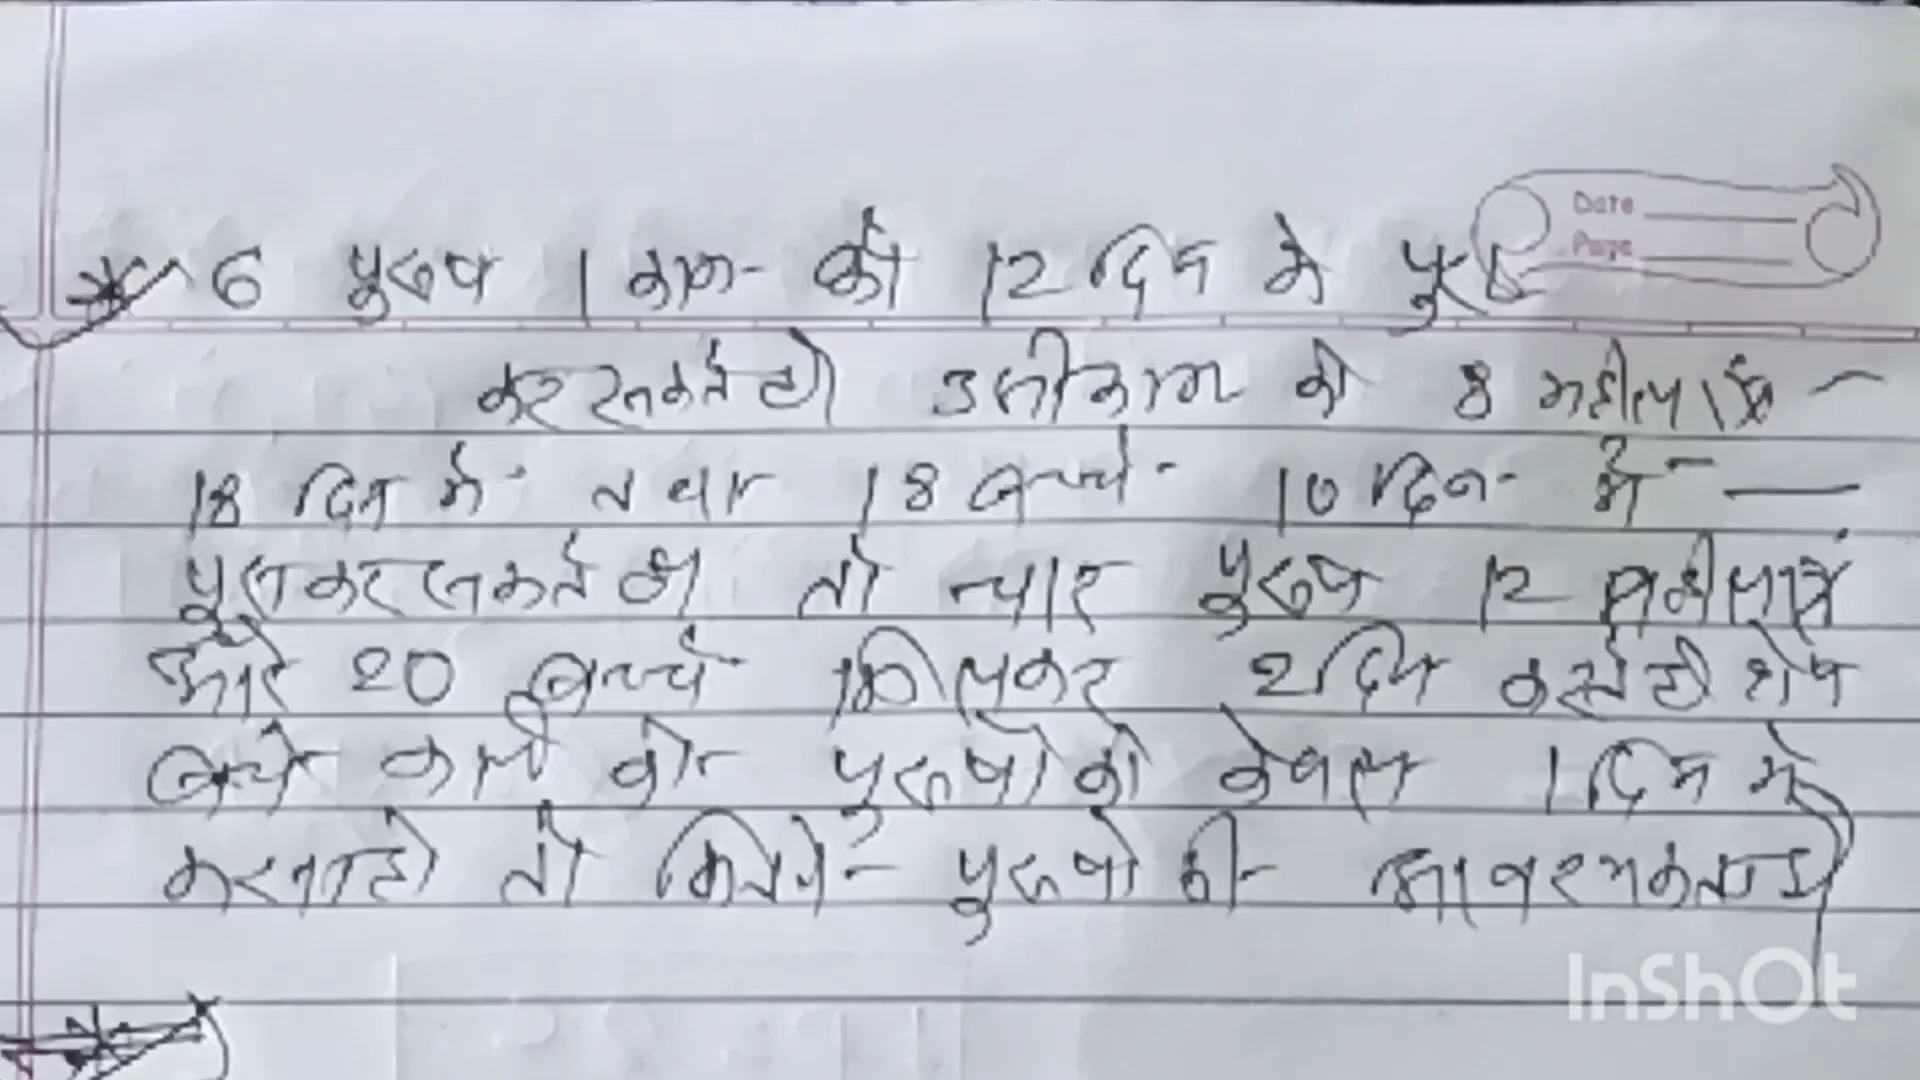 Date
Page
6 पुरुष 1 काम को 12 दिन मे पुरा
कर सकते हो उसीकाम को 8 महीलाऐ
18 दिन मे तथा 18 बच्चे 10 दिन में
पुरा कर सकते हो तो चार पुरुष 12 महीलाऐं
और 20 बच्चे मिलकर 2 दिन करते हो शेष
बचे काम को पुरुषो को केवल 1 दिन मे
करना हो तो कितने पुरुषो की आवश्यकता
InShOt